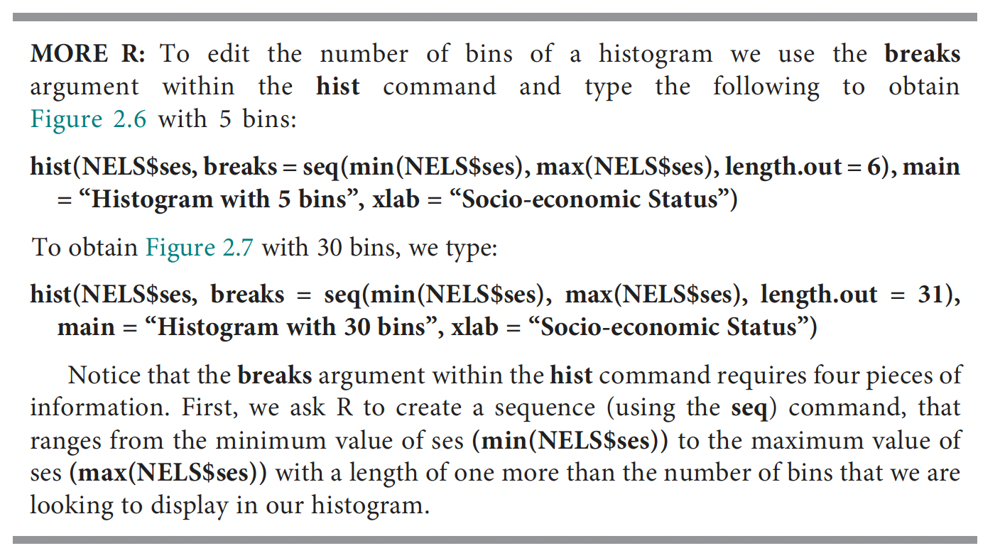 MORE R: To edit the number of bins of a histogram we use the breaks
argument within the hist command and type the following to obtain
Figure 2.6 with 5 bins:
hist(NELS$ses, breaks = seq(min(NELS$ses), max(NELS$ses), length.out = 6), main
= “Histogram with 5 bins”, xlab = “Socio-economic Status”)
To obtain Figure 2.7 with 30 bins, we type:
hist(NELS$ses, breaks = seq(min(NELS$ses), max(NELS$ses), length.out = 31),
main = “Histogram with 30 bins”, xlab = “Socio-economic Status”)
Notice that the breaks argument within the hist command requires four pieces of
information. First, we ask R to create a sequence (using the seq) command, that
ranges from the minimum value of ses (min(NELS$ses)) to the maximum value of
ses (max(NELS$ses)) with a length of one more than the number of bins that we are
looking to display in our histogram.